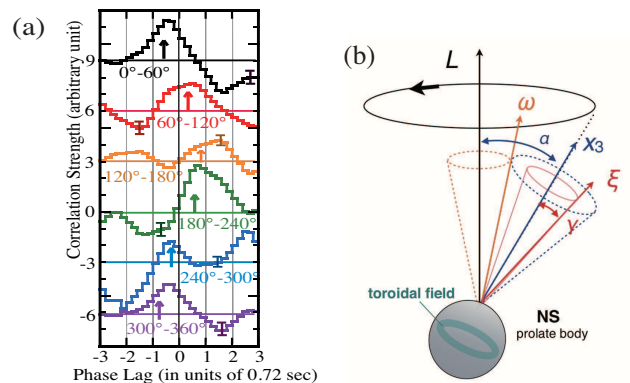 (a)
Correlation Strength (arbitrary unit)
9
6
3
0
-3
-6
0°-60°
60°-120°
120°-180°
180°-240°
240°-300°
300°-360°
-3 -2 -1 0 1 2 3
Phase Lag (in units of 0.72 sec)
(b)
L
ω
α
x3
ξ
γ
toroidal field
NS
prolate body